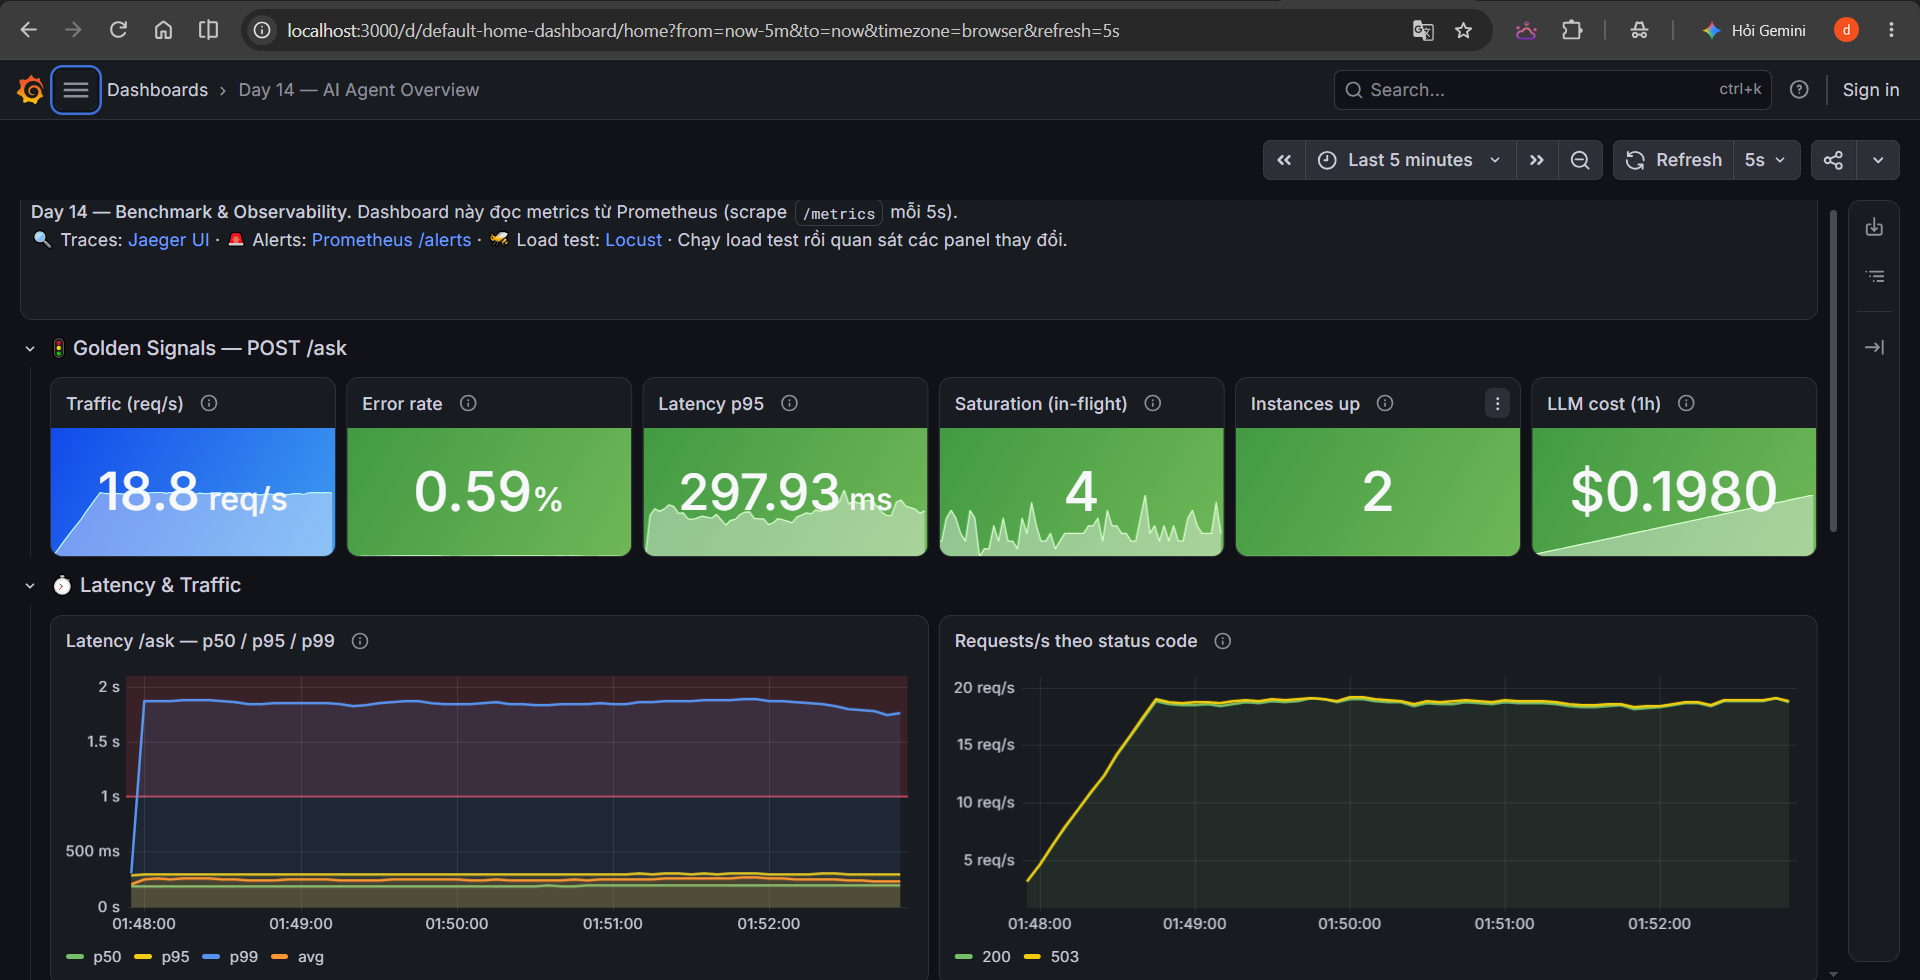 localhost:3000/d/default-home-dashboard/home?from=now-5m&to=now&timezone=browser&refresh=5s
Hỏi Gemini
d
Dashboards › Day 14 — AI Agent Overview
Search...
ctrl+k
Sign in
Last 5 minutes
Refresh
5s
Day 14 — Benchmark & Observability. Dashboard này đọc metrics từ Prometheus (scrape /metrics mỗi 5s).
🔍 Traces: Jaeger UI · 🚨 Alerts: Prometheus /alerts · 🐝 Load test: Locust · Chạy load test rồi quan sát các panel thay đổi.
🚦 Golden Signals — POST /ask
Traffic (req/s)
18.8 req/s
Error rate
0.59%
Latency p95
297.93 ms
Saturation (in-flight)
4
Instances up
2
LLM cost (1h)
$0.1980
⏱ Latency & Traffic
Latency /ask — p50 / p95 / p99
2 s
1.5 s
1 s
500 ms
0 s
01:48:00
01:49:00
01:50:00
01:51:00
01:52:00
p50
p95
p99
avg
Requests/s theo status code
20 req/s
15 req/s
10 req/s
5 req/s
01:48:00
01:49:00
01:50:00
01:51:00
01:52:00
200
503